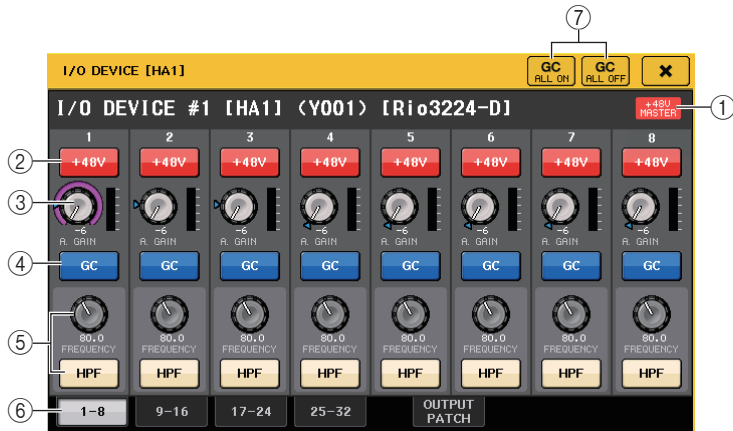 ⑦
I/O DEVICE [HA1]
GC ALL ON
GC ALL OFF
I/O DEVICE #1 [HA1] (Y001) [Rio3224-D]
+48V MASTER
①
1 2 3 4 5 6 7 8
② +48V +48V +48V +48V +48V +48V +48V +48V
③
-6 -6 -6 -6 -6 -6 -6 -6
A. GAIN A. GAIN A. GAIN A. GAIN A. GAIN A. GAIN A. GAIN A. GAIN
④ GC GC GC GC GC GC GC GC
⑤
80.0 80.0 80.0 80.0 80.0 80.0 80.0 80.0
FREQUENCY FREQUENCY FREQUENCY FREQUENCY FREQUENCY FREQUENCY FREQUENCY FREQUENCY
HPF HPF HPF HPF HPF HPF HPF HPF
⑥ 1-8 9-16 17-24 25-32 OUTPUT PATCH